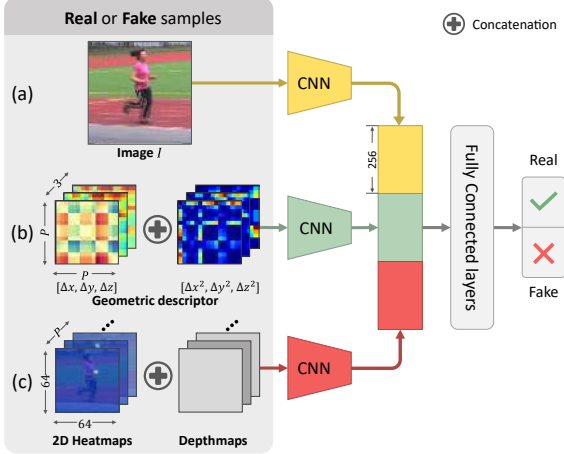 Real or Fake samples
Concatenation
(a)
CNN
Image I
256
Fully Connected layers
Real
Fake
3
P
(b)
CNN
P
[Δx, Δy, Δz]
[Δx², Δy², Δz²]
Geometric descriptor
P
(c)
64
CNN
64
2D Heatmaps
Depthmaps